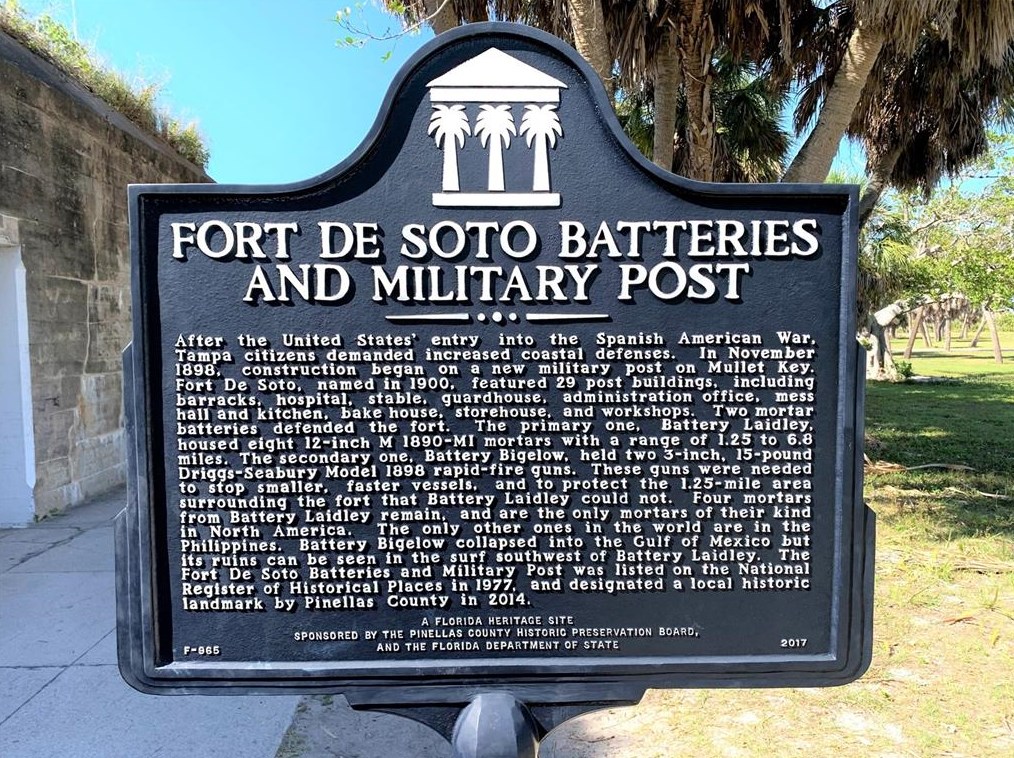 FORT DE SOTO BATTERIES
AND MILITARY POST
After the United States' entry into the Spanish American War,
Tampa citizens demanded increased coastal defenses. In November
1898, construction began on a new military post on Mullet Key.
Fort De Soto, named in 1900, featured 29 post buildings, including
barracks, hospital, stable, guardhouse, administration office, mess
hall and kitchen, bake house, storehouse, and workshops. Two mortar
batteries defended the fort. The primary one, Battery Laidley,
housed eight 12-inch M 1890-MI mortars with a range of 1.25 to 6.8
miles. The secondary one, Battery Bigelow, held two 3-inch, 15-pound
Driggs-Seabury Model 1898 rapid-fire guns. These guns were needed
to stop smaller, faster vessels, and to protect the 1.25-mile area
surrounding the fort that Battery Laidley could not. Four mortars
from Battery Laidley remain, and are the only mortars of their kind
in North America. The only other ones in the world are in the
Philippines. Battery Bigelow collapsed into the Gulf of Mexico but
its ruins can be seen in the surf southwest of Battery Laidley. The
Fort De Soto Batteries and Military Post was listed on the National
Register of Historical Places in 1977, and designated a local historic
landmark by Pinellas County in 2014.
A FLORIDA HERITAGE SITE
SPONSORED BY THE PINELLAS COUNTY HISTORIC PRESERVATION BOARD,
AND THE FLORIDA DEPARTMENT OF STATE
F-965 2017